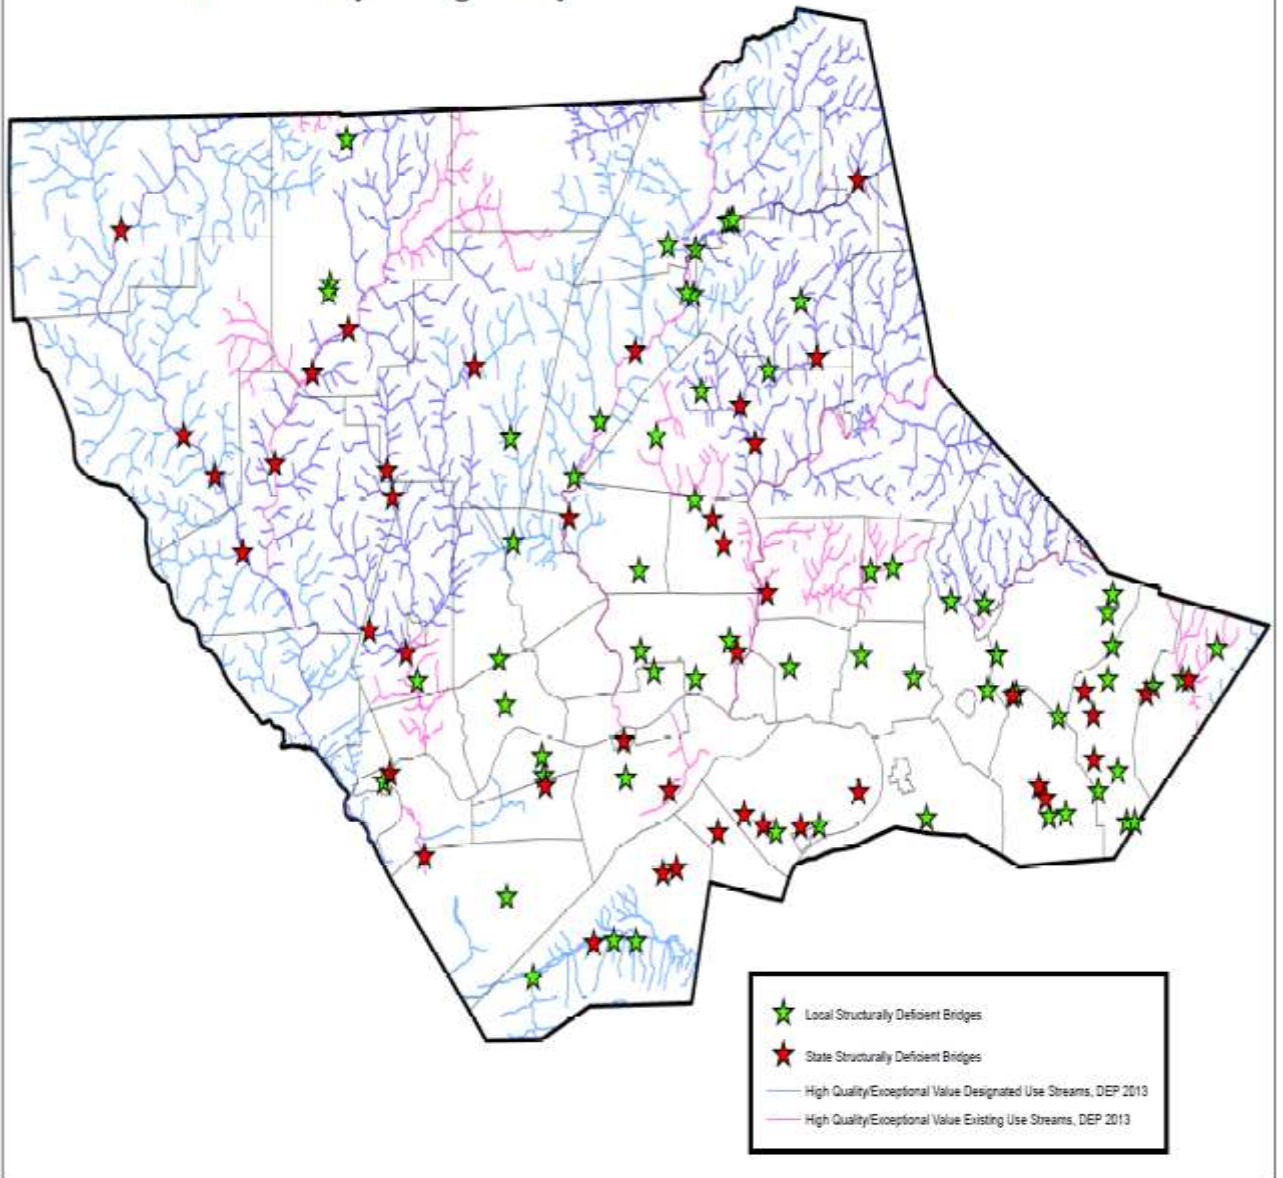 Local Structurally Deficient Bridges
State Structurally Deficient Bridges
High Quality/Exceptional Value Designated Use Streams, DEP 2013
High Quality/Exceptional Value Existing Use Streams, DEP 2013